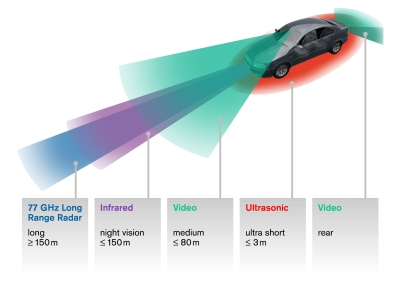 77 GHz Long
Range Radar
long
≥ 150 m
Infrared
night vision
≤ 150 m
Video
medium
≤ 80 m
Ultrasonic
ultra short
≤ 3 m
Video
rear